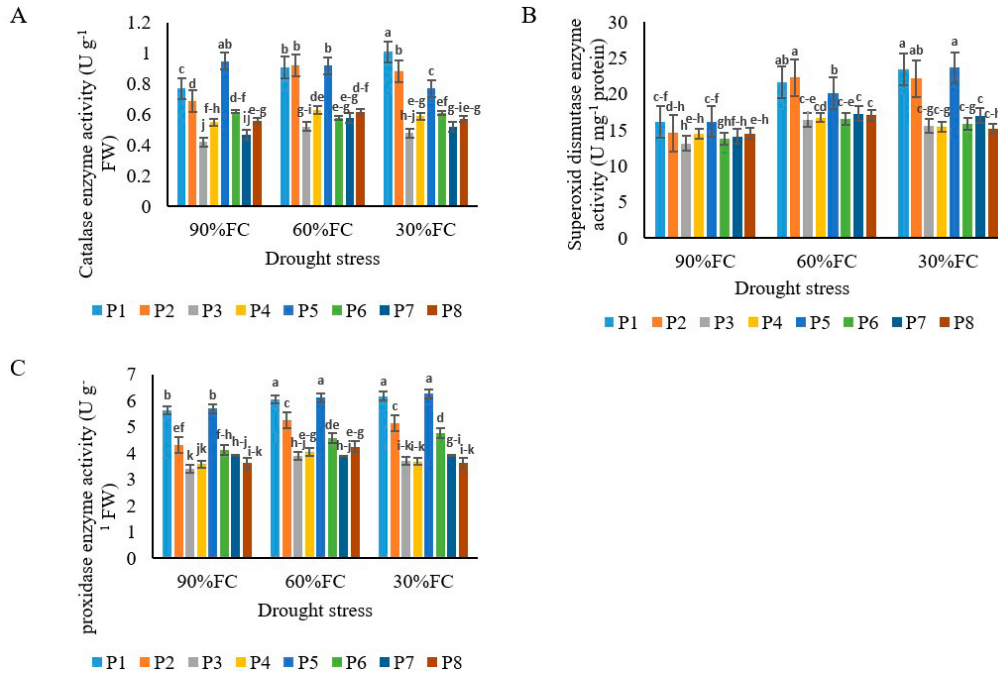 A
Catalase enzyme activity (U g-1
FW)
1.2
1
0.8
0.6
0.4
0.2
0
c d j f-h ab d-f ij e-g
b b g-i de b e-g e-g d-f
a b h-j e-g c ef g-i e-g
90%FC 60%FC 30%FC
Drought stress
P1 P2 P3 P4 P5 P6 P7 P8
B
Superoxid dismutase enzyme
activity (U mg-1 protein)
30
25
20
15
10
5
0
c-f d-h h e-h c-f gh f-h e-h
ab a c-e cd b c-e c c
a ab c-g c-g a c-g c c-h
90%FC 60%FC 30%FC
Drought stress
P1 P2 P3 P4 P5 P6 P7 P8
C
proxidase enzyme activity (U g-
1 FW)
7
6
5
4
3
2
1
0
b ef k jk b f-h h-j i-k
a c h-j e-g a de h-j e-g
a c i-k i-k a d g-i i-k
90%FC 60%FC 30%FC
Drought stress
P1 P2 P3 P4 P5 P6 P7 P8